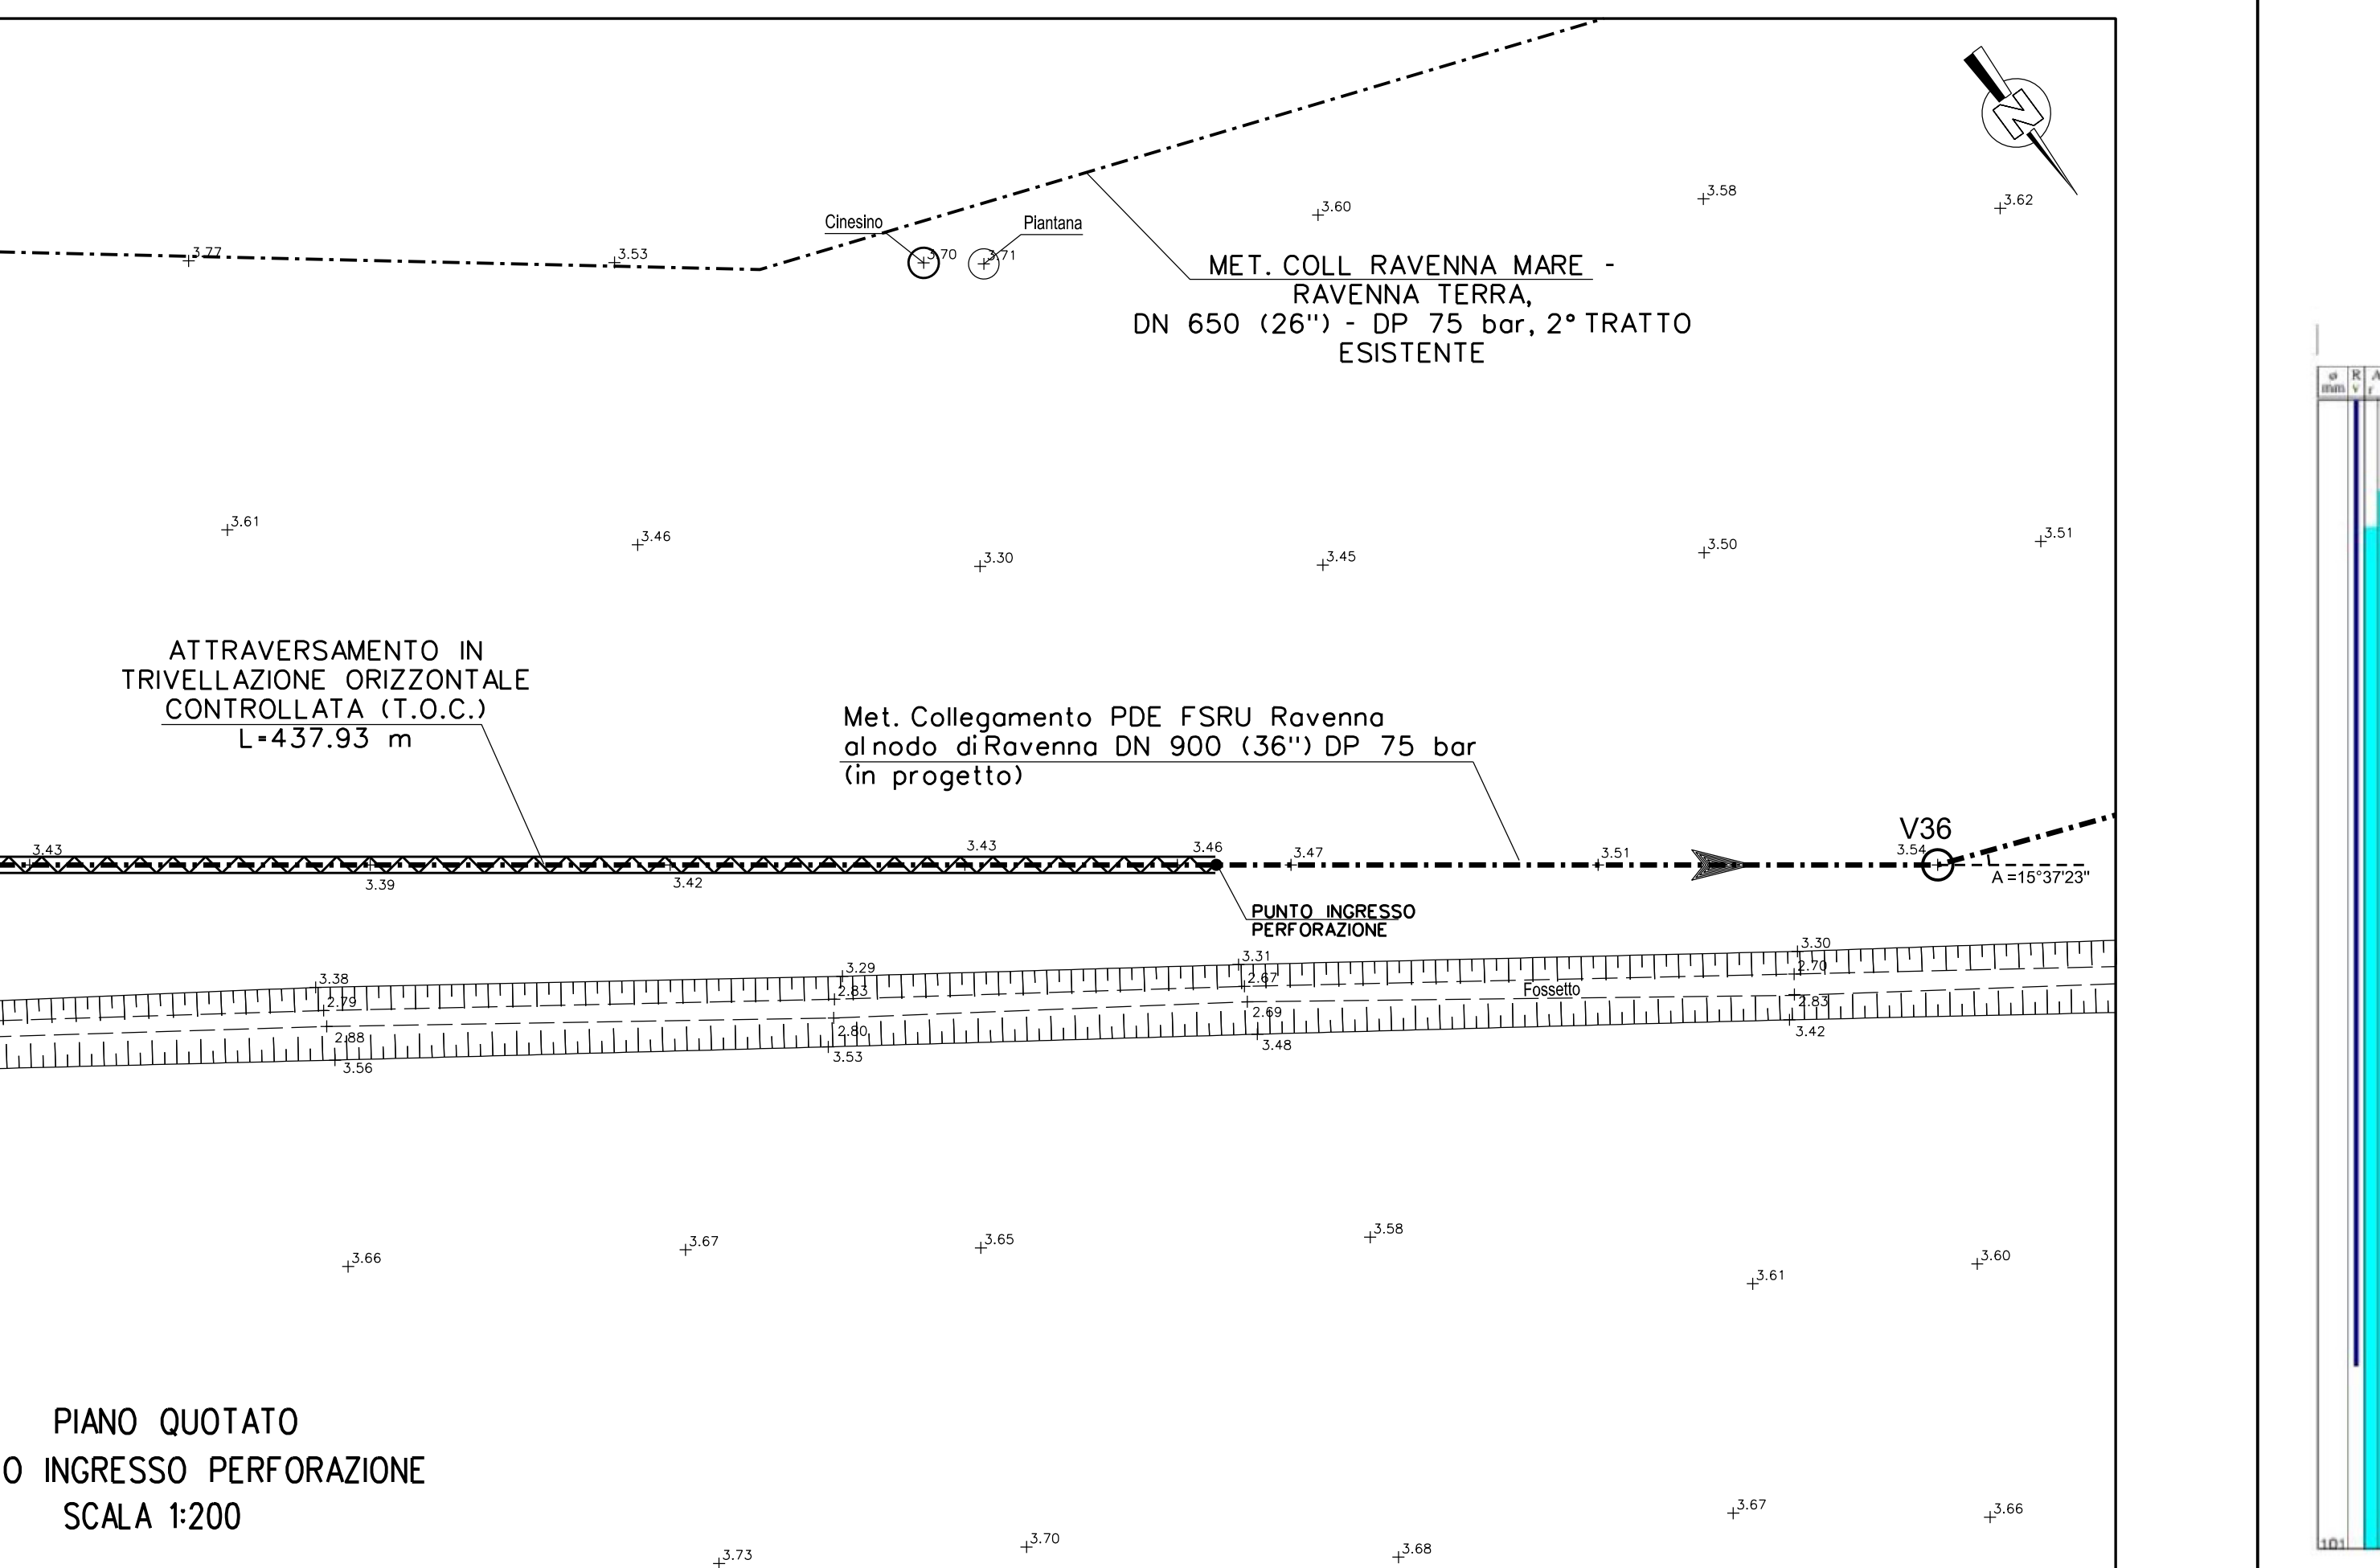 N
3.58
3.62
3.60
Cinesino
Piantana
3.77
3.53
3.70
3.71
MET. COLL RAVENNA MARE -
RAVENNA TERRA,
DN 650 (26") - DP 75 bar, 2° TRATTO
ESISTENTE
ø
mm
R
v
A
r
3.61
3.46
3.30
3.45
3.50
3.51
ATTRAVERSAMENTO IN
TRIVELLAZIONE ORIZZONTALE
CONTROLLATA (T.O.C.)
L=437.93 m
Met. Collegamento PDE FSRU Ravenna
al nodo di Ravenna DN 900 (36") DP 75 bar
(in progetto)
V36
3.43
3.39
3.42
3.43
3.46
3.47
3.51
3.54
A =15°37'23"
PUNTO INGRESSO
PERFORAZIONE
3.38
3.29
3.31
3.30
2.79
2.83
2.67
2.70
Fossetto
2.88
2.80
2.69
2.83
3.56
3.53
3.48
3.42
3.66
3.67
3.65
3.58
3.61
3.60
PIANO QUOTATO
O INGRESSO PERFORAZIONE
SCALA 1:200
3.73
3.70
3.68
3.67
3.66
101